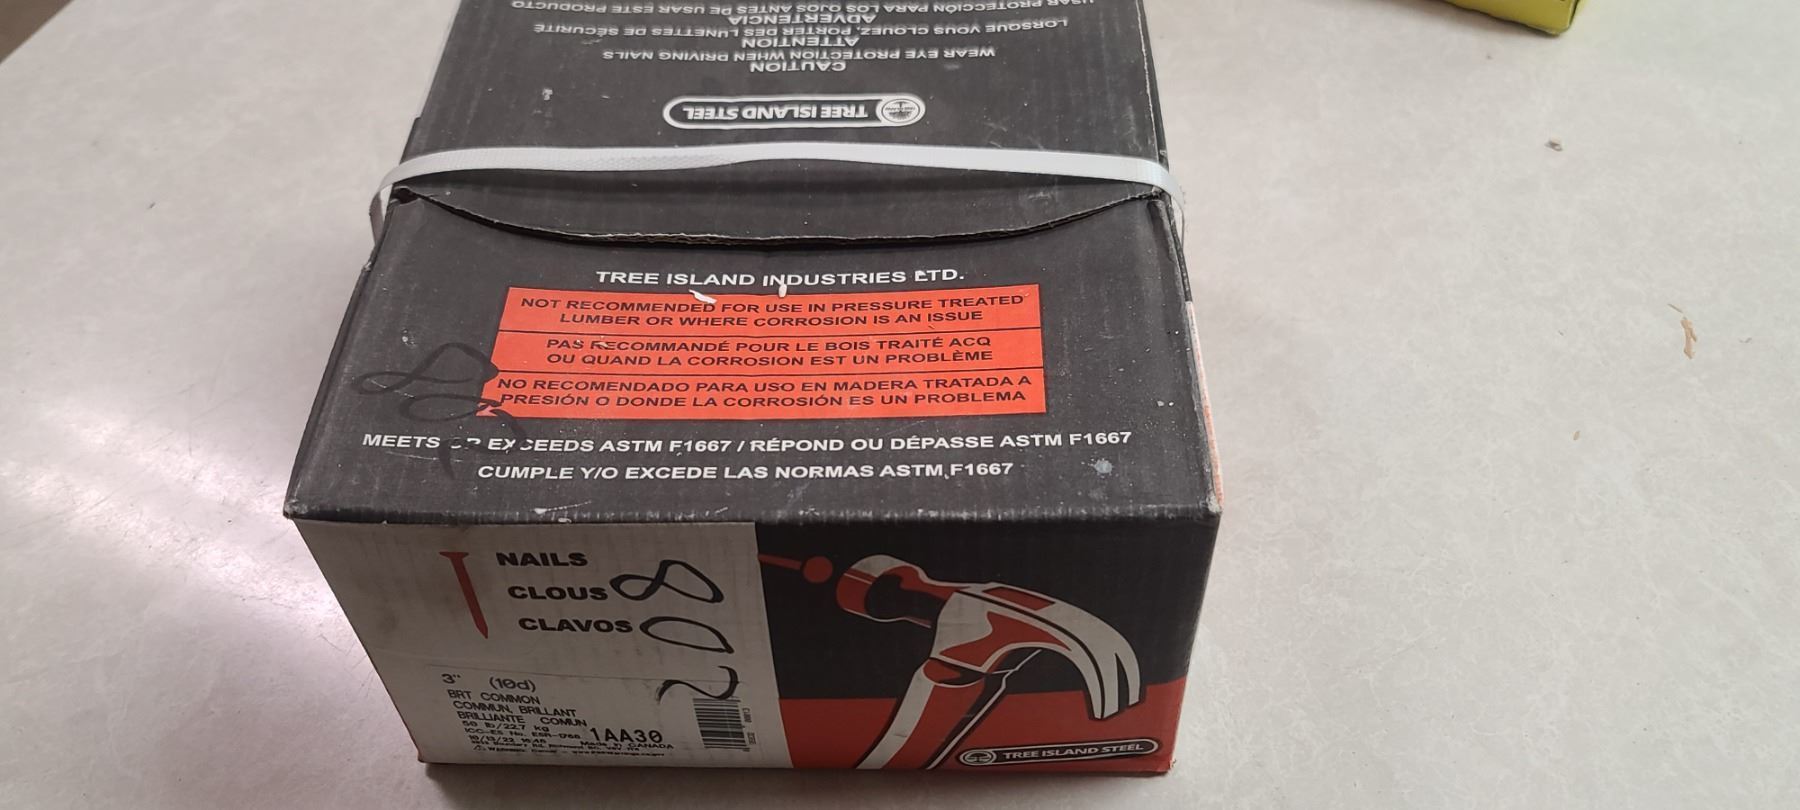 USAR PROTECCIÓN PARA LOS OJOS ANTES DE USAR ESTE PRODUCTO
ADVERTENCIA
LORSQUE VOUS CLOUEZ, PORTER DES LUNETTES DE SÉCURITÉ
ATTENTION
WEAR EYE PROTECTION WHEN DRIVING NAILS
CAUTION
TREE ISLAND STEEL
TREE ISLAND INDUSTRIES LTD.
NOT RECOMMENDED FOR USE IN PRESSURE TREATED
LUMBER OR WHERE CORROSION IS AN ISSUE
PAS RECOMMANDÉ POUR LE BOIS TRAITÉ ACQ
OU QUAND LA CORROSION EST UN PROBLÈME
NO RECOMENDADO PARA USO EN MADERA TRATADA A
PRESIÓN O DONDE LA CORROSIÓN ES UN PROBLEMA
MEETS OR EXCEEDS ASTM F1667 / RÉPOND OU DÉPASSE ASTM F1667
CUMPLE Y/O EXCEDE LAS NORMAS ASTM F1667
NAILS
CLOUS
CLAVOS
3" (10d)
BRT COMMON
COMMUN, BRILLANT
BRILLIANTE COMUN
50 lb/22.7 kg
1AA30
ICC-ES No. ESR-1766
Made in CANADA
TREE ISLAND STEEL